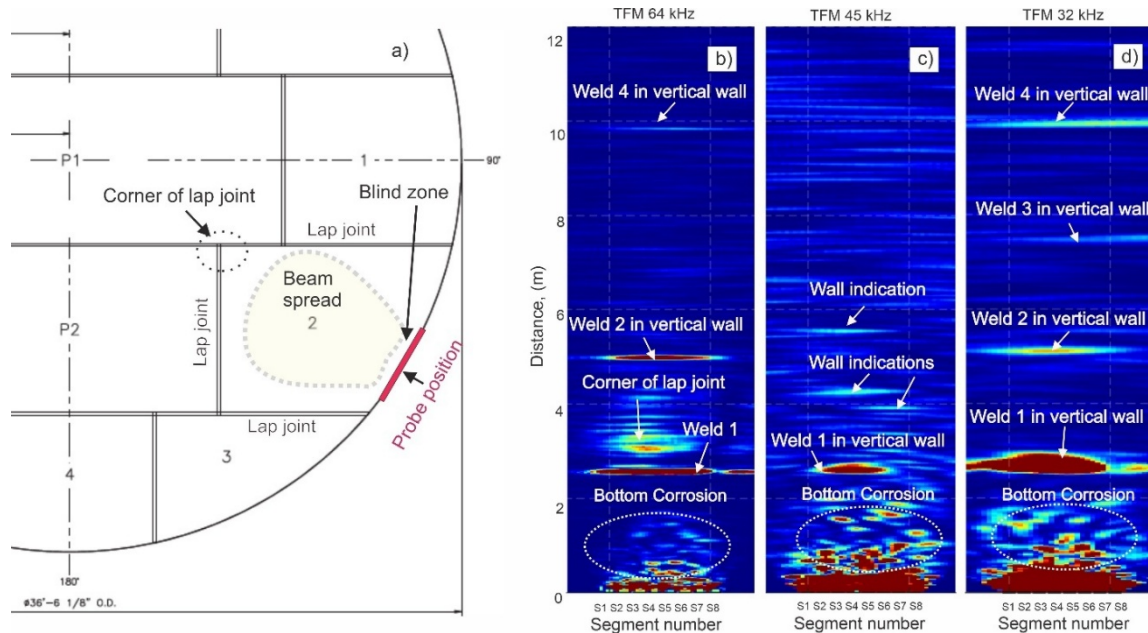 a)
P1
1
90°
Corner of lap joint
Blind zone
Lap joint
Beam
spread
2
P2
Lap joint
Probe position
Lap joint
3
4
180°
ø36'-6 1/8" O.D.
TFM 64 kHz
TFM 45 kHz
TFM 32 kHz
Distance, (m)
12
10
8
6
4
2
0
b)
Weld 4 in vertical wall
Weld 2 in vertical wall
Corner of lap joint
Weld 1
Bottom Corrosion
S1 S2 S3 S4 S5 S6 S7 S8
Segment number
c)
Wall indication
Wall indications
Weld 1 in vertical wall
Bottom Corrosion
S1 S2 S3 S4 S5 S6 S7 S8
Segment number
d)
Weld 4 in vertical wall
Weld 3 in vertical wall
Weld 2 in vertical wall
Weld 1 in vertical wall
Bottom Corrosion
S1 S2 S3 S4 S5 S6 S7 S8
Segment number